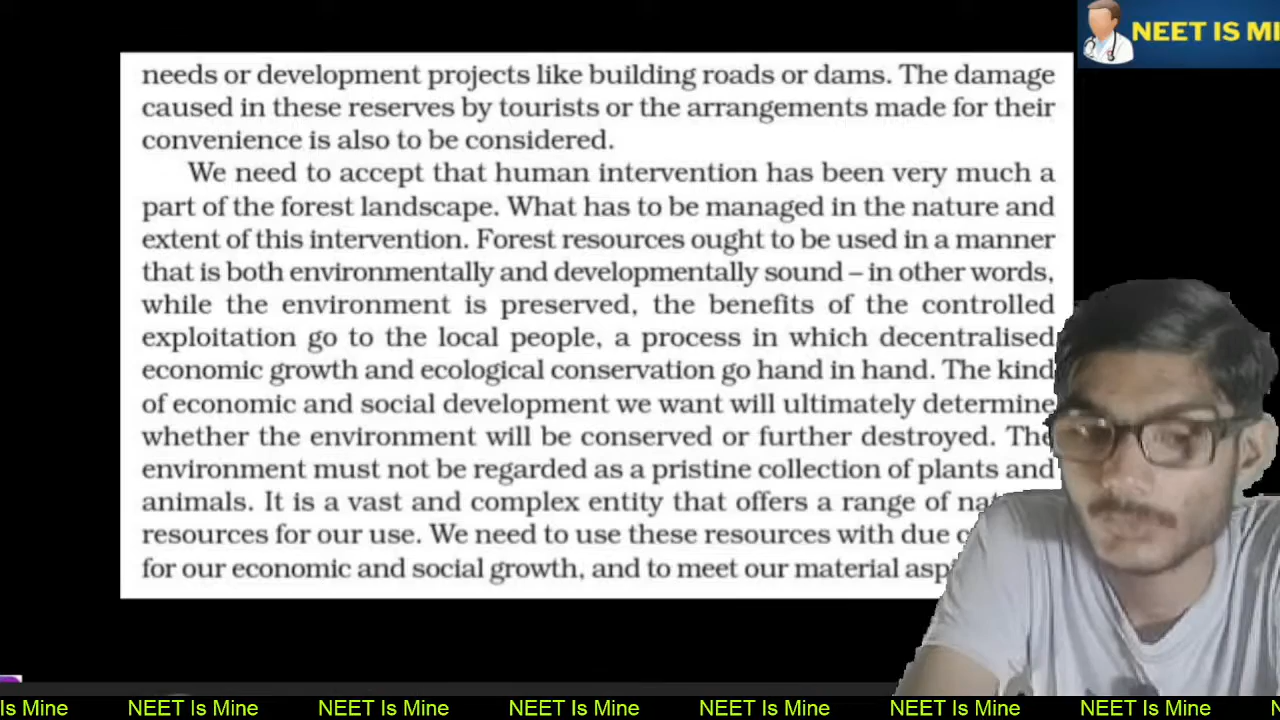 NEET IS MI
needs or development projects like building roads or dams. The damage
caused in these reserves by tourists or the arrangements made for their
convenience is also to be considered.
We need to accept that human intervention has been very much a
part of the forest landscape. What has to be managed in the nature and
extent of this intervention. Forest resources ought to be used in a manner
that is both environmentally and developmentally sound – in other words,
while the environment is preserved, the benefits of the controlled
exploitation go to the local people, a process in which decentralised
economic growth and ecological conservation go hand in hand. The kind
of economic and social development we want will ultimately determine
whether the environment will be conserved or further destroyed. The
environment must not be regarded as a pristine collection of plants and
animals. It is a vast and complex entity that offers a range of
resources for our use. We need to use these resources with due
for our economic and social growth, and to meet our material
Is Mine NEET Is Mine NEET Is Mine NEET Is Mine NEET Is Mine NEET Is Mine NEET Is Mine